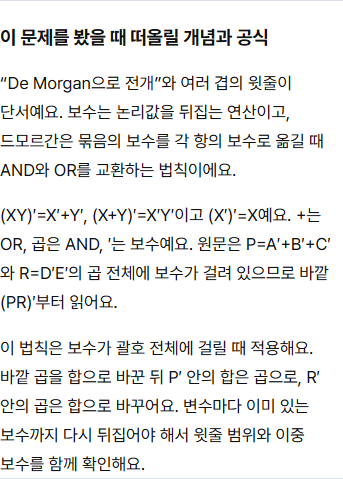 이 문제를 봤을 때 떠올릴 개념과 공식
“De Morgan으로 전개”와 여러 겹의 윗줄이
단서예요. 보수는 논리값을 뒤집는 연산이고,
드모르간은 묶음의 보수를 각 항의 보수로 옮길 때
AND와 OR를 교환하는 법칙이에요.
(XY)′=X′+Y′, (X+Y)′=X′Y′이고 (X′)′=X예요. +는
OR, 곱은 AND, ′는 보수예요. 원문은 P=A′+B′+C′
와 R=D′E′의 곱 전체에 보수가 걸려 있으므로 바깥
(PR)′부터 읽어요.
이 법칙은 보수가 괄호 전체에 걸릴 때 적용해요.
바깥 곱을 합으로 바꾼 뒤 P′ 안의 합은 곱으로, R′
안의 곱은 합으로 바꾸어요. 변수마다 이미 있는
보수까지 다시 뒤집어야 해서 윗줄 범위와 이중
보수를 함께 확인해요.